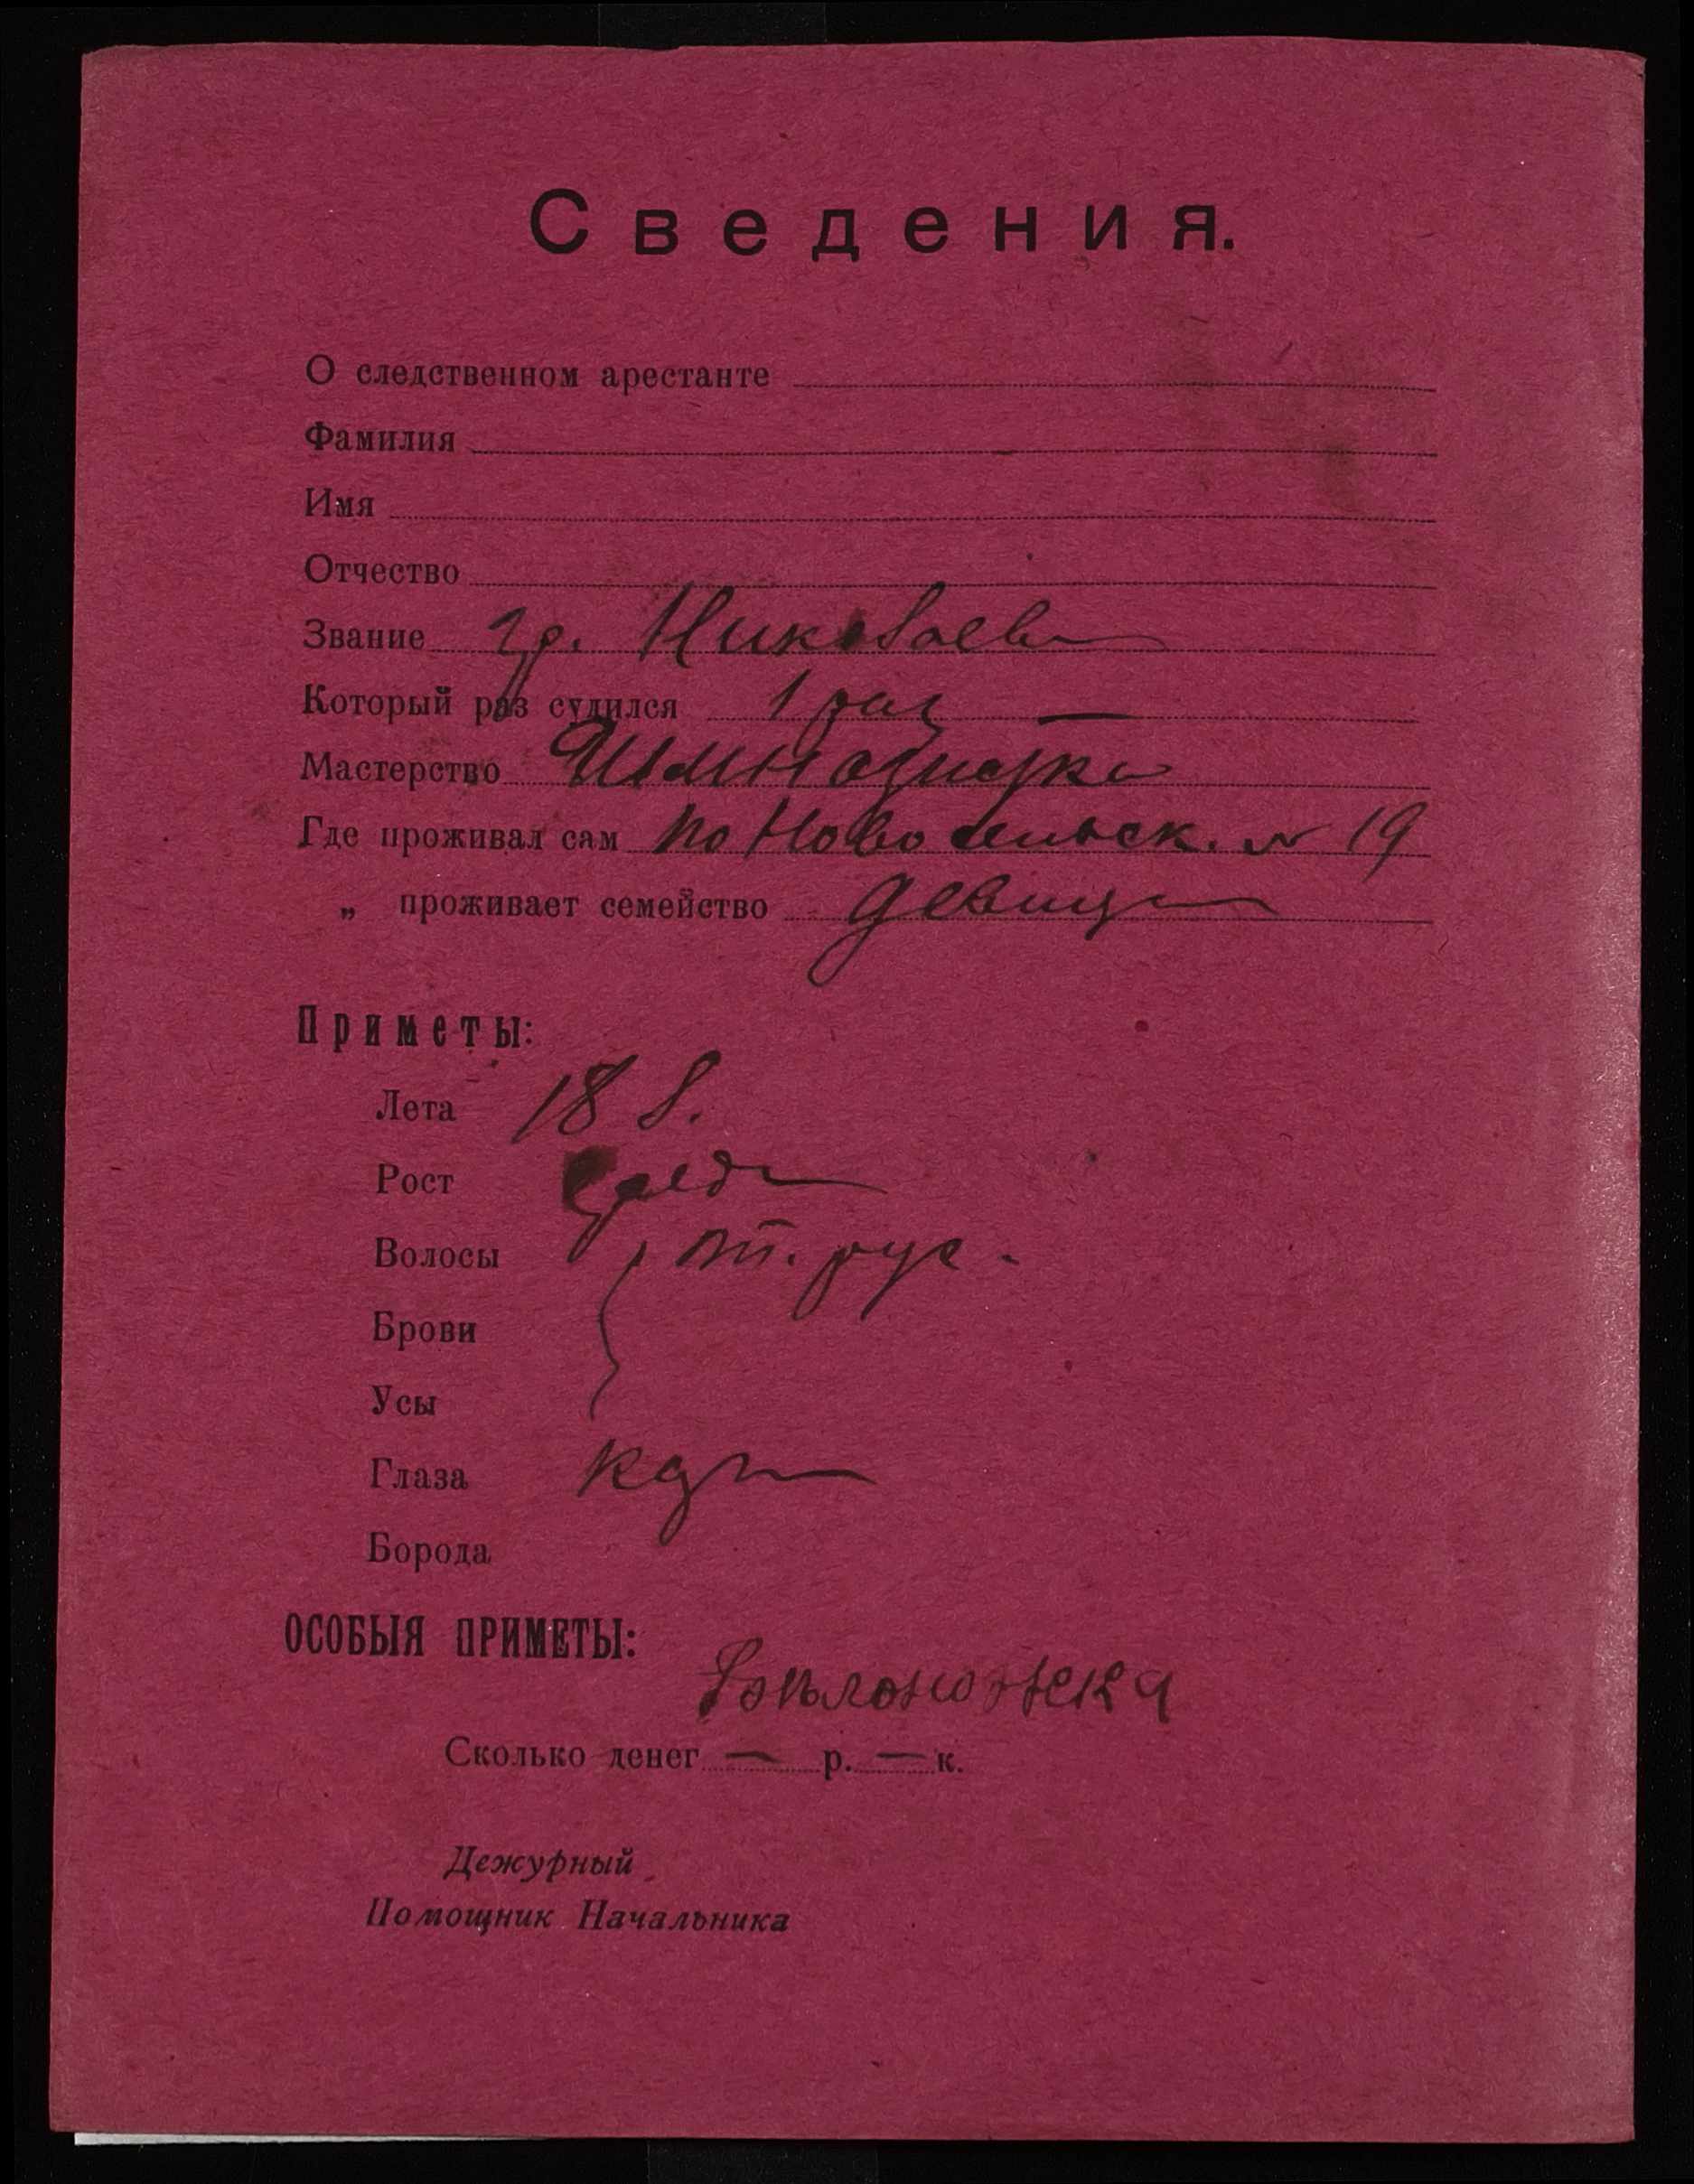 Сведения.
О следственном арестанте
Фамилия
Имя
Отчество
Звание гр. Николаева
Который раз судился 1 раз —
Мастерство Гимназистка
Где проживал сам по Новосельск. № 19
„ проживает семейство девица
Приметы:
Лета 18 л.
Рост Средн
Волосы т. рус.
Брови
Усы
Глаза кар
Борода
ОСОБЫЯ ПРИМЕТЫ:
Сколько денег — р. — к.
Дежурный
Помощник Начальника